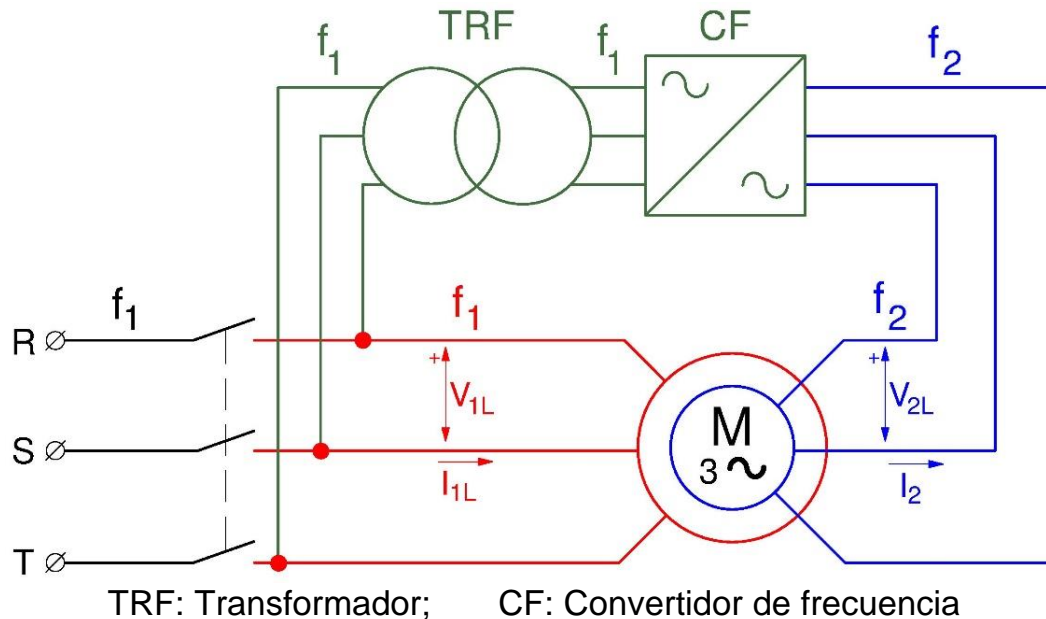 TRF CF
f1 f1 f2
f1 f1 f2
R
+ V1L + V2L
M
S 3
I1L I2
T
TRF: Transformador; CF: Convertidor de frecuencia